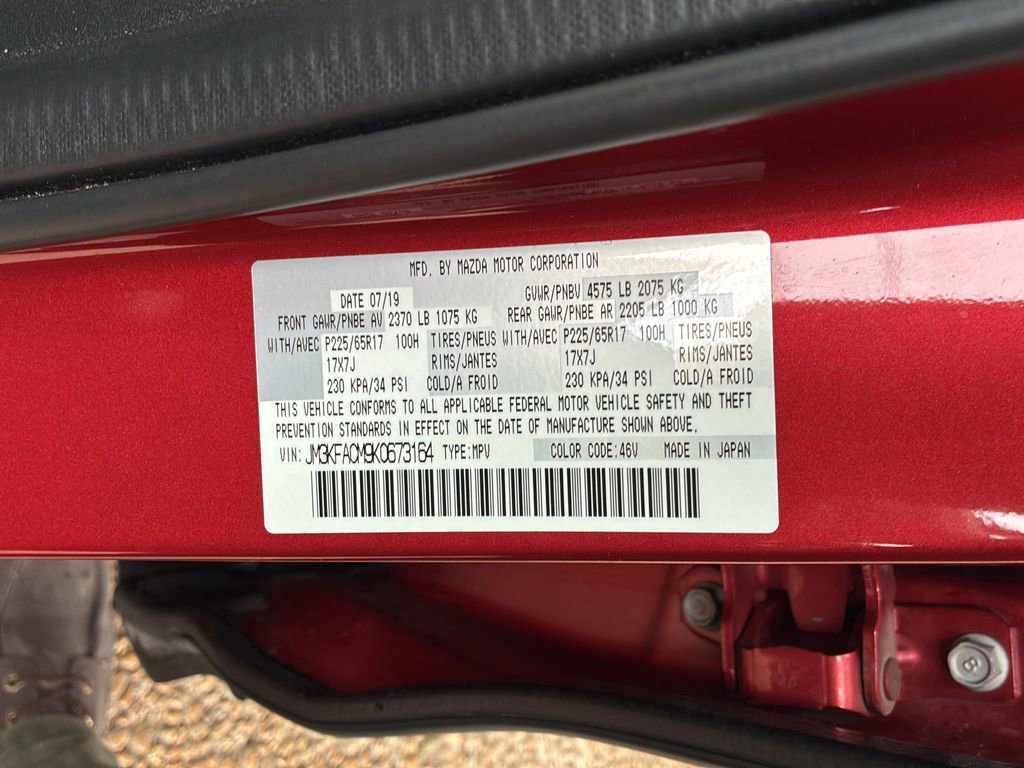 MFD. BY MAZDA MOTOR CORPORATION
DATE 07/19 GVWR/PNBV 4575 LB 2075 KG
FRONT GAWR/PNBE AV 2370 LB 1075 KG REAR GAWR/PNBE AR 2205 LB 1000 KG
WITH/AVEC P225/65R17 100H TIRES/PNEUS WITH/AVEC P225/65R17 100H TIRES/PNEUS
17X7J RIMS/JANTES 17X7J RIMS/JANTES
230 KPA/34 PSI COLD/A FROID 230 KPA/34 PSI COLD/A FROID
THIS VEHICLE CONFORMS TO ALL APPLICABLE FEDERAL MOTOR VEHICLE SAFETY AND THEFT
PREVENTION STANDARDS IN EFFECT ON THE DATE OF MANUFACTURE SHOWN ABOVE.
VIN: JM3KFACM9K0673164 TYPE:MPV COLOR CODE:46V MADE IN JAPAN
8